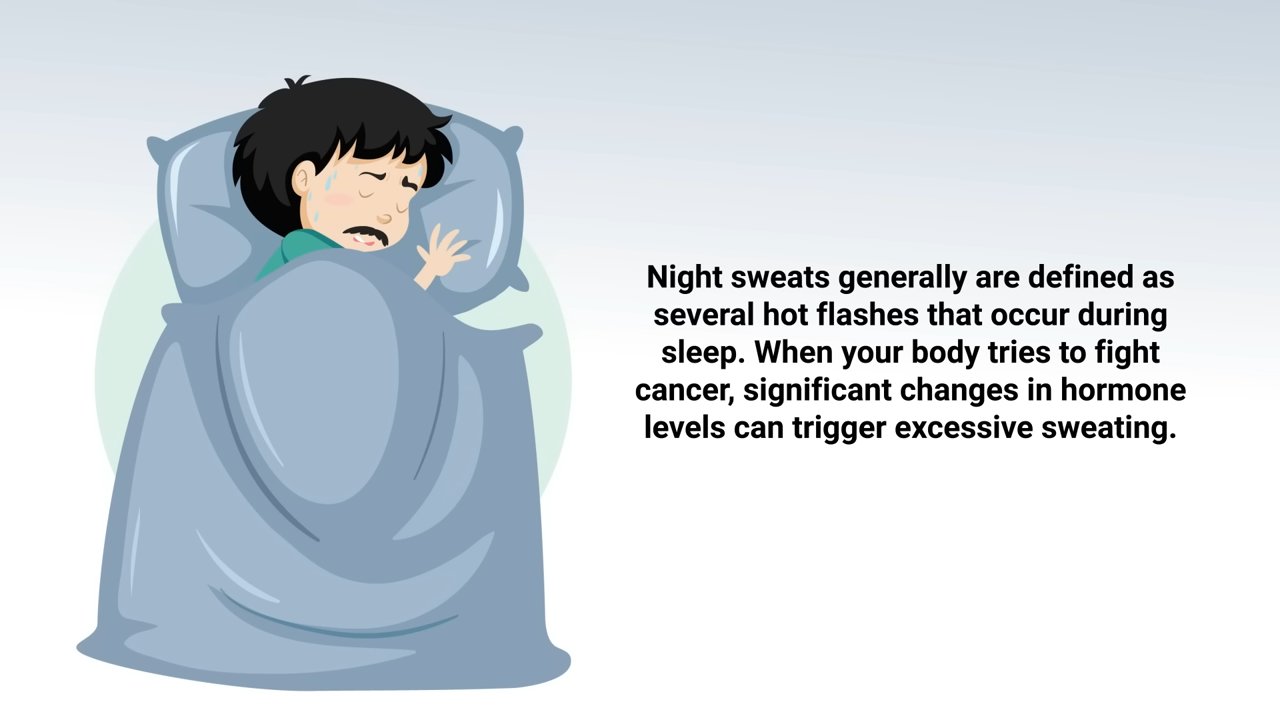 Night sweats generally are defined as
several hot flashes that occur during
sleep. When your body tries to fight
cancer, significant changes in hormone
levels can trigger excessive sweating.